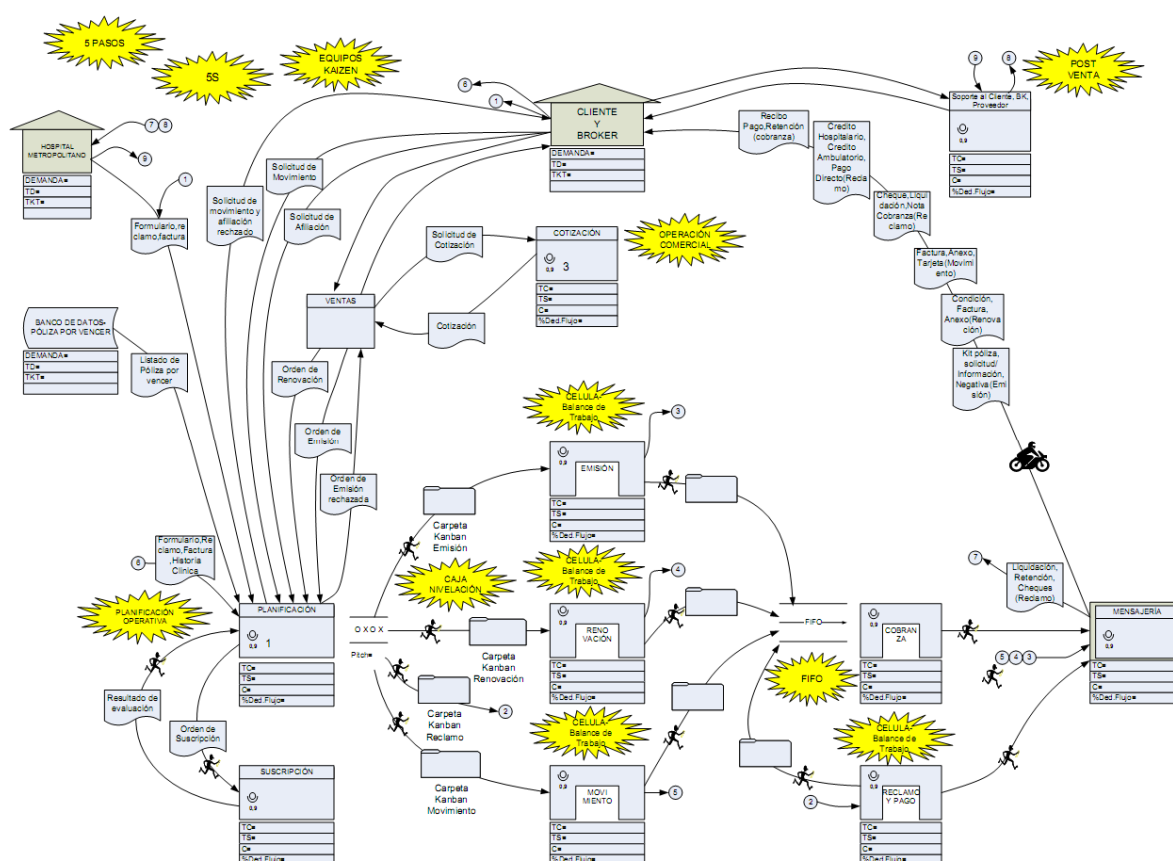 5 PASOS
5S
EQUIPOS
KAIZEN
POST
VENTA
6
1
CLIENTE
Y
BROKER
DEMANDA=
TD=
TKT=
9
8
Soporte al Cliente, BK,
Proveedor
0,9
TC=
TS=
C=
%Ded.Flujo=
HOSPITAL
METROPOLITANO
DEMANDA=
TD=
TKT=
7
8
9
1
Formulario,re
clamo,factura
Solicitud de
movimiento y
afiliación
rechzado
Solicitud de
Movimiento
Solicitud de
Afiliación
Recibo
Pago,Retención
(cobranza)
Credito
Hospitalario,
Credito
Ambulatorio,
Pago
Directo(Recla
mo)
Cheque,Liqui
dación,Nota
Cobranza(Re
clamo)
Factura,Anexo,
Tarjeta(Movimi
ento)
Condición,
Factura,
Anexo(Renova
ción)
Kit póliza,
solicitud/
Información,
Negativa(Emi
sión)
Solicitud de
Cotización
COTIZACIÓN
0,9
3
TC=
TS=
C=
%Ded.Flujo=
OPERACIÓN
COMERCIAL
VENTAS
Cotización
BANCO DE DATOS-
PÓLIZA POR VENCER
DEMANDA=
TD=
TKT=
Listado de
Póliza por
vencer
Orden de
Renovación
Orden de
Emisión
Orden de
Emisión
rechazada
CELULA-
Balance de
Trabajo
3
EMISIÓN
0,9
TC=
TS=
C=
%Ded.Flujo=
Carpeta
Kanban
Emisión
6
Formulario,Re
clamo,Factura
,Historia
Clínica
PLANIFICACIÓN
OPERATIVA
PLANIFICACIÓN
0,9
1
TC=
TS=
C=
%Ded.Flujo=
CAJA
NIVELACIÓN
O X O X
Pitch=
Carpeta
Kanban
Renovación
CELULA-
Balance de
Trabajo
4
RENO
VACIÓN
0,9
TC=
TS=
C=
%Ded.Flujo=
FIFO
FIFO
COBRAN
ZA
0,9
TC=
TS=
C=
%Ded.Flujo=
7
Liquidación,
Retención,
Cheques
(Reclamo)
MENSAJERÍA
0,9
TC=
TS=
C=
%Ded.Flujo=
5
4
3
Resultado de
evaluación
Orden de
Suscripción
Carpeta
Kanban
Reclamo
2
Carpeta
Kanban
Movimiento
CELULA-
Balance de
Trabajo
MOVI
MIENTO
0,9
5
TC=
TS=
C=
%Ded.Flujo=
CELULA-
Balance de
Trabajo
2
RECLAMO
Y PAGO
0,9
TC=
TS=
C=
%Ded.Flujo=
SUSCRIPCIÓN
0,9
TC=
TS=
C=
%Ded.Flujo=